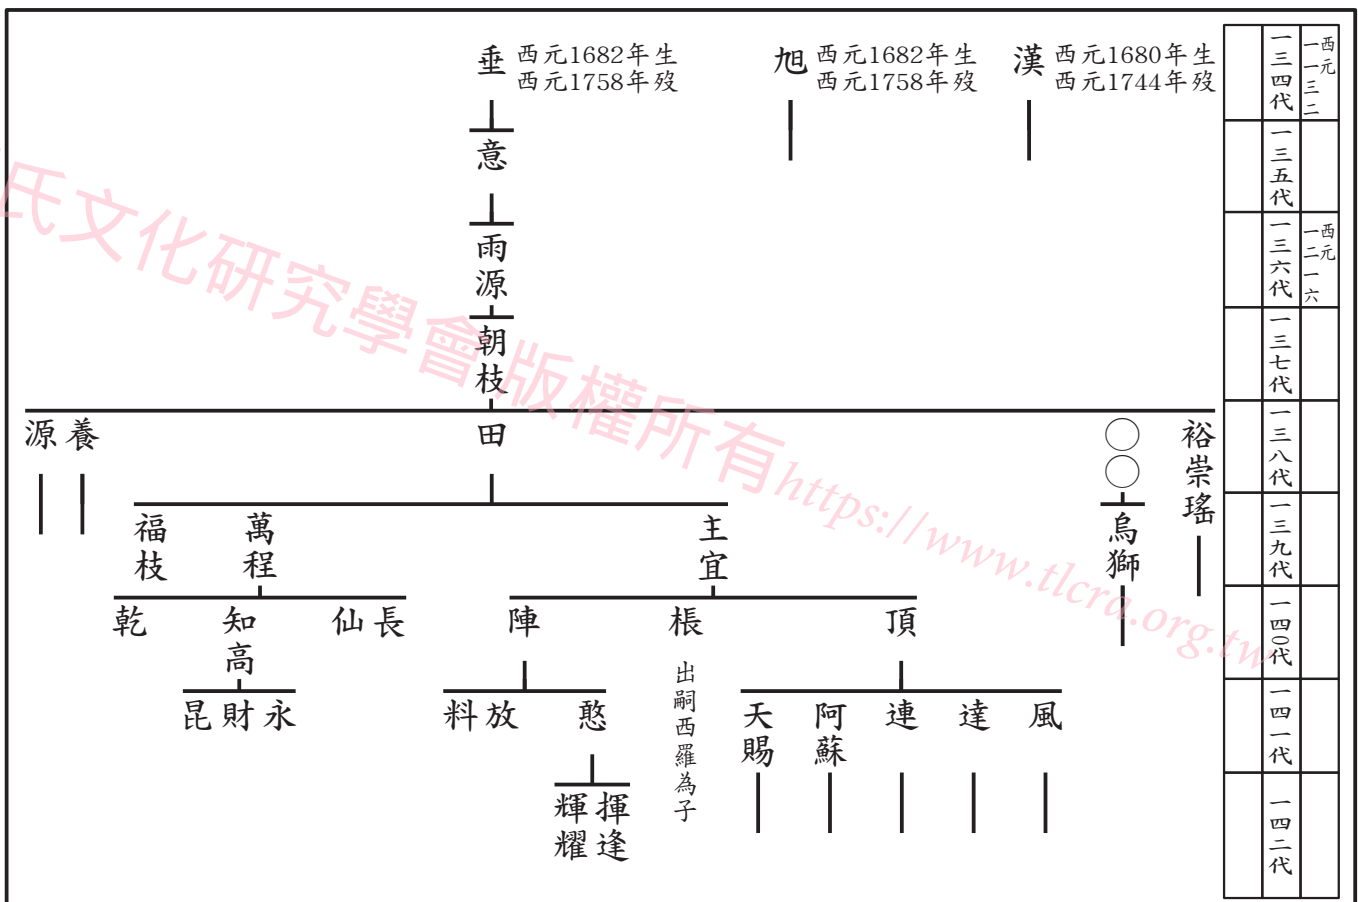 西元一一三二
一三四代
一三五代
西元一二一六
一三六代
一三七代
一三八代
一三九代
一四○代
一四一代
一四二代
漢
西元1680年生
西元1744年歿
旭
西元1682年生
西元1758年歿
垂
西元1682年生
西元1758年歿
意
雨源
朝枝
裕崇瑤
○○
田
養
源
烏獅
主宜
萬程
福枝
頂
棖
出嗣西羅為子
陣
長
仙
知高
乾
風
達
連
阿蘇
天賜
憨
放
料
永
財
昆
揮逢
輝耀
氏文化研究學會版權所有https://www.tlcra.org.tw